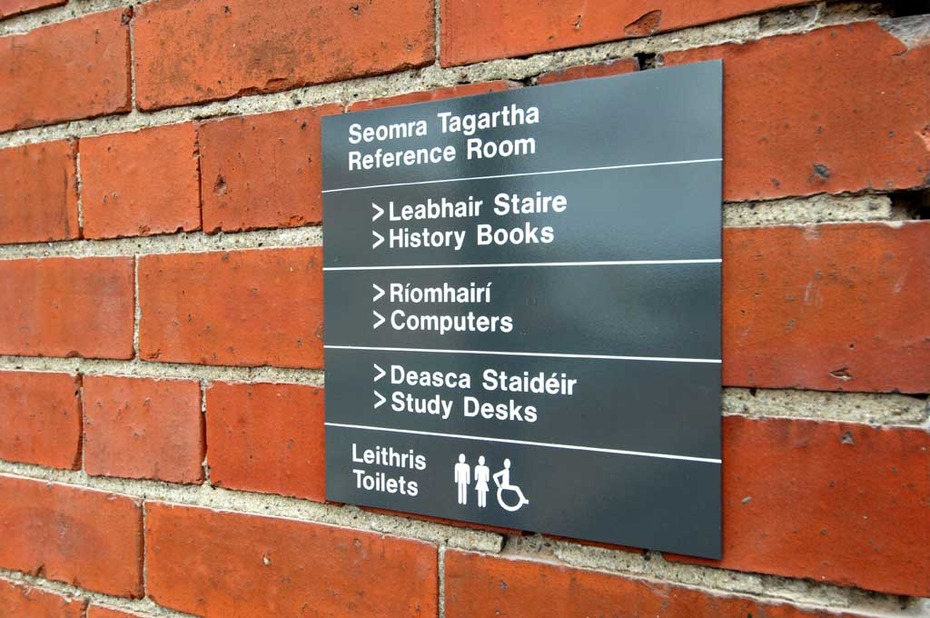 Seomra Tagartha
Reference Room
>Leabhair Staire
>History Books
>Ríomhairí
>Computers
>Deasca Staidéir
>Study Desks
Leithris
Toilets